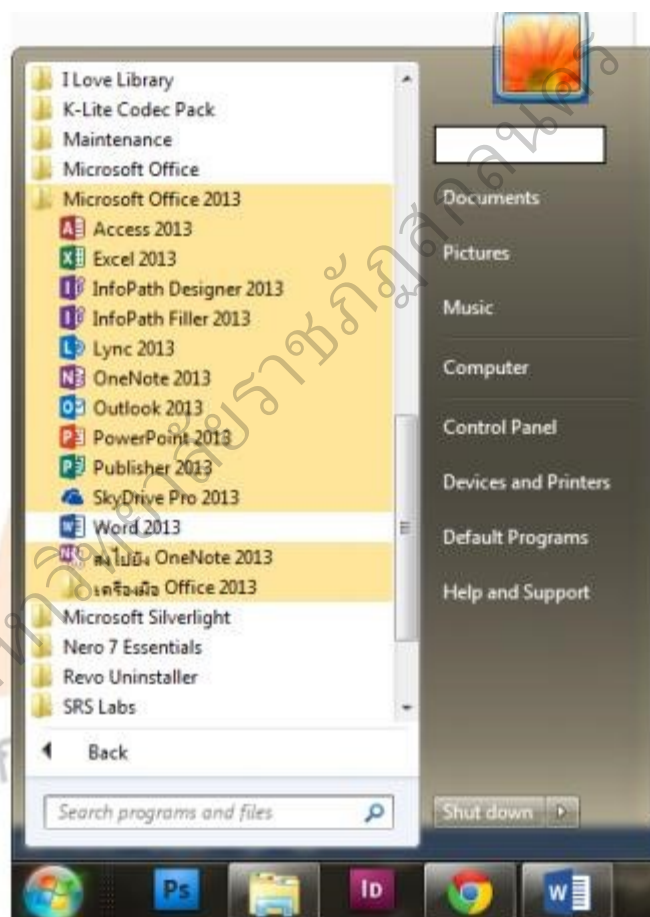 I Love Library
K-Lite Codec Pack
Maintenance
Microsoft Office
Microsoft Office 2013
Access 2013
Excel 2013
InfoPath Designer 2013
InfoPath Filler 2013
Lync 2013
OneNote 2013
Outlook 2013
PowerPoint 2013
Publisher 2013
SkyDrive Pro 2013
Word 2013
ส่งไปยัง OneNote 2013
เครื่องมือ Office 2013
Microsoft Silverlight
Nero 7 Essentials
Revo Uninstaller
SRS Labs
Back
Search programs and files
Documents
Pictures
Music
Computer
Control Panel
Devices and Printers
Default Programs
Help and Support
Shut down
Ps
ID
W